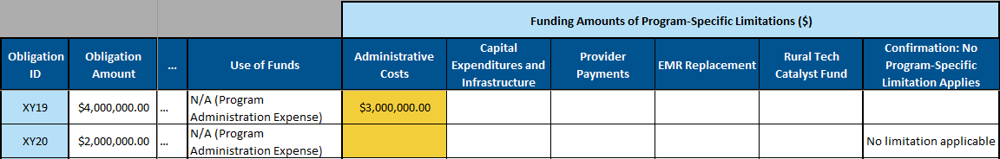 Funding Amounts of Program-Specific Limitations ($)
Obligation ID Obligation Amount ... Use of Funds Administrative Costs Capital Expenditures and Infrastructure Provider Payments EMR Replacement Rural Tech Catalyst Fund Confirmation: No Program-Specific Limitation Applies
XY19 $4,000,000.00 ... N/A (Program Administration Expense) $3,000,000.00
XY20 $2,000,000.00 ... N/A (Program Administration Expense) No limitation applicable